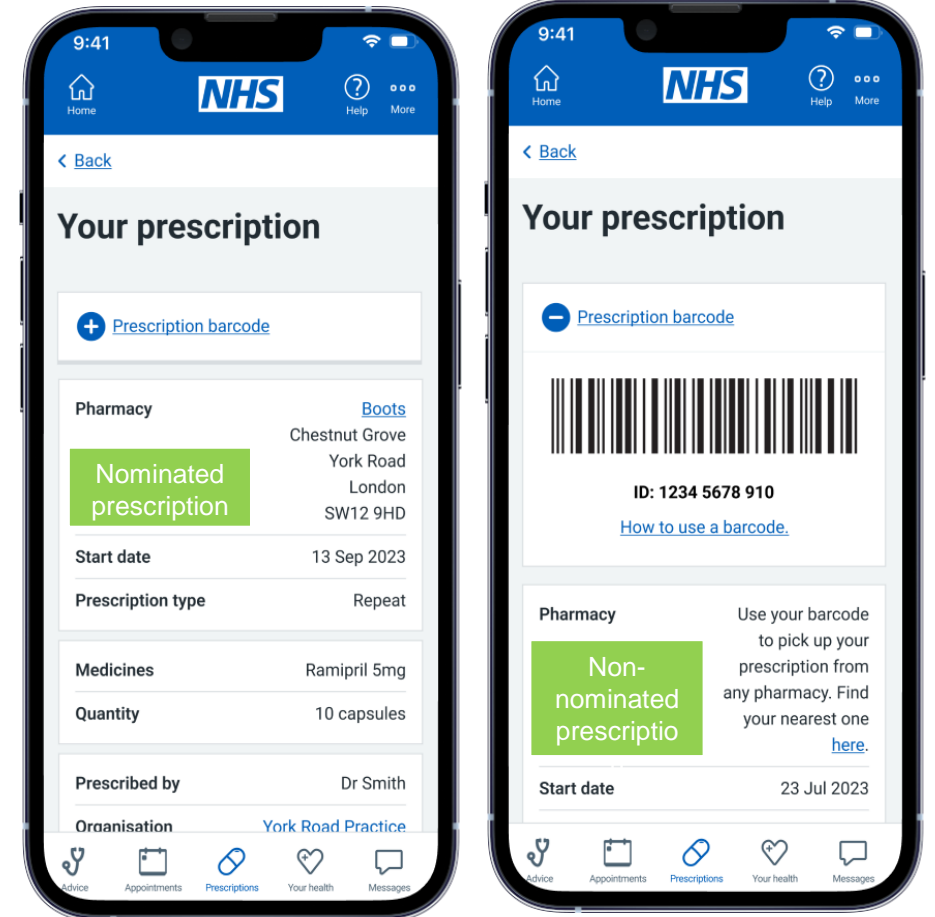 9:41
NHS
Home
Help
More
Back
Your prescription
Prescription barcode
Pharmacy
Boots
Chestnut Grove
York Road
London
SW12 9HD
Nominated
prescription
Start date 13 Sep 2023
Prescription type Repeat
Medicines Ramipril 5mg
Quantity 10 capsules
Prescribed by Dr Smith
Organisation York Road Practice
Advice
Appointments
Prescriptions
Your health
Messages
9:41
NHS
Home
Help
More
Back
Your prescription
Prescription barcode
ID: 1234 5678 910
How to use a barcode.
Pharmacy
Use your barcode
to pick up your
prescription from
any pharmacy. Find
your nearest one
here.
Non-
nominated
prescriptio
Start date 23 Jul 2023
Advice
Appointments
Prescriptions
Your health
Messages